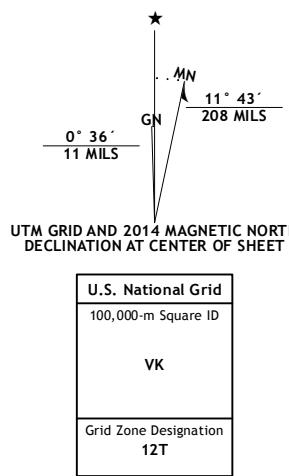 MN
GN
11° 43´
208 MILS
0° 36´
11 MILS
UTM GRID AND 2014 MAGNETIC NORT
DECLINATION AT CENTER OF SHEET
U.S. National Grid
100,000-m Square ID
VK
Grid Zone Designation
12T